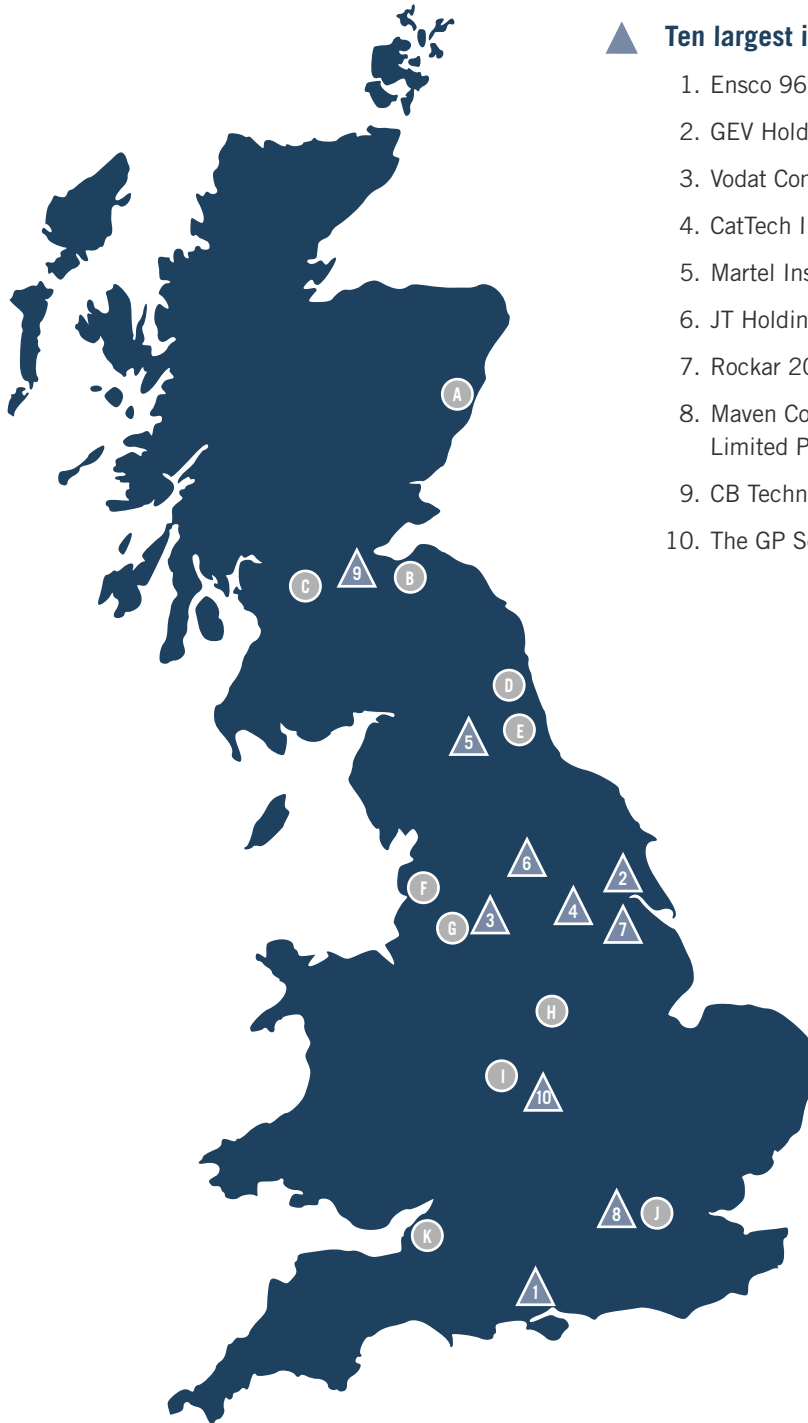 Ten largest i
1. Ensco 96
2. GEV Hold
3. Vodat Con
4. CatTech I
5. Martel Ins
6. JT Holdin
7. Rockar 20
8. Maven Co
Limited P
9. CB Techn
10. The GP S
A
9
B
C
D
E
5
6
2
F
3
4
G
7
H
I
10
8
J
K
1